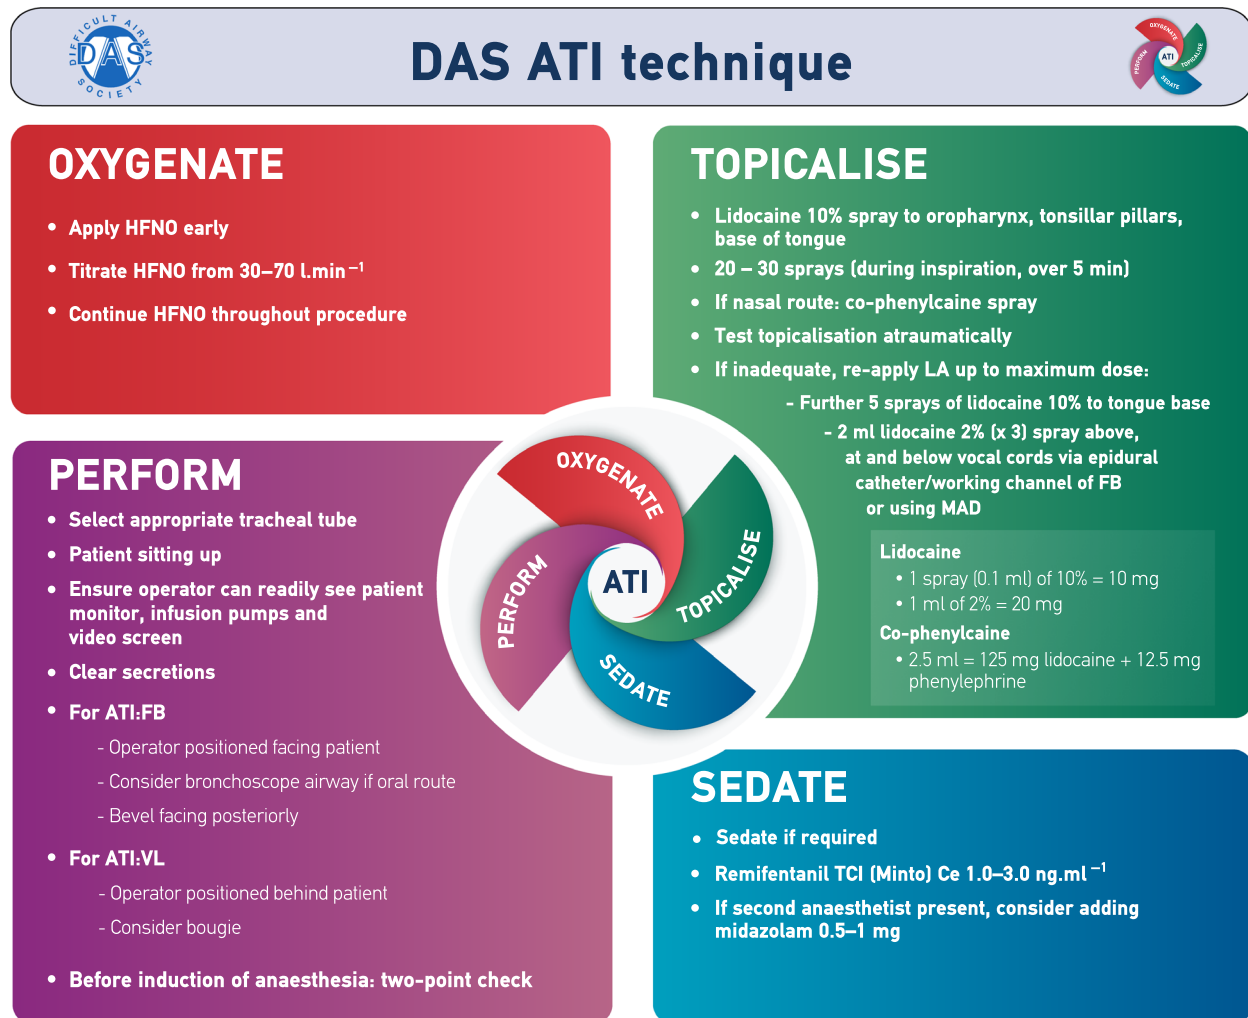 DIFFICULT AIRWAY
DAS
SOCIETY
DAS ATI technique
OXYGENATE
TOPICALISE
SEDATE
PERFORM
ATI
OXYGENATE
• Apply HFNO early
• Titrate HFNO from 30–70 l.min⁻¹
• Continue HFNO throughout procedure
TOPICALISE
• Lidocaine 10% spray to oropharynx, tonsillar pillars,
base of tongue
• 20 – 30 sprays (during inspiration, over 5 min)
• If nasal route: co-phenylcaine spray
• Test topicalisation atraumatically
• If inadequate, re-apply LA up to maximum dose:
- Further 5 sprays of lidocaine 10% to tongue base
- 2 ml lidocaine 2% (x 3) spray above,
at and below vocal cords via epidural
catheter/working channel of FB
or using MAD
Lidocaine
• 1 spray (0.1 ml) of 10% = 10 mg
• 1 ml of 2% = 20 mg
Co-phenylcaine
• 2.5 ml = 125 mg lidocaine + 12.5 mg
phenylephrine
PERFORM
• Select appropriate tracheal tube
• Patient sitting up
• Ensure operator can readily see patient
monitor, infusion pumps and
video screen
• Clear secretions
• For ATI:FB
- Operator positioned facing patient
- Consider bronchoscope airway if oral route
- Bevel facing posteriorly
• For ATI:VL
- Operator positioned behind patient
- Consider bougie
• Before induction of anaesthesia: two-point check
OXYGENATE
TOPICALISE
SEDATE
PERFORM
ATI
SEDATE
• Sedate if required
• Remifentanil TCI (Minto) Ce 1.0–3.0 ng.ml⁻¹
• If second anaesthetist present, consider adding
midazolam 0.5–1 mg